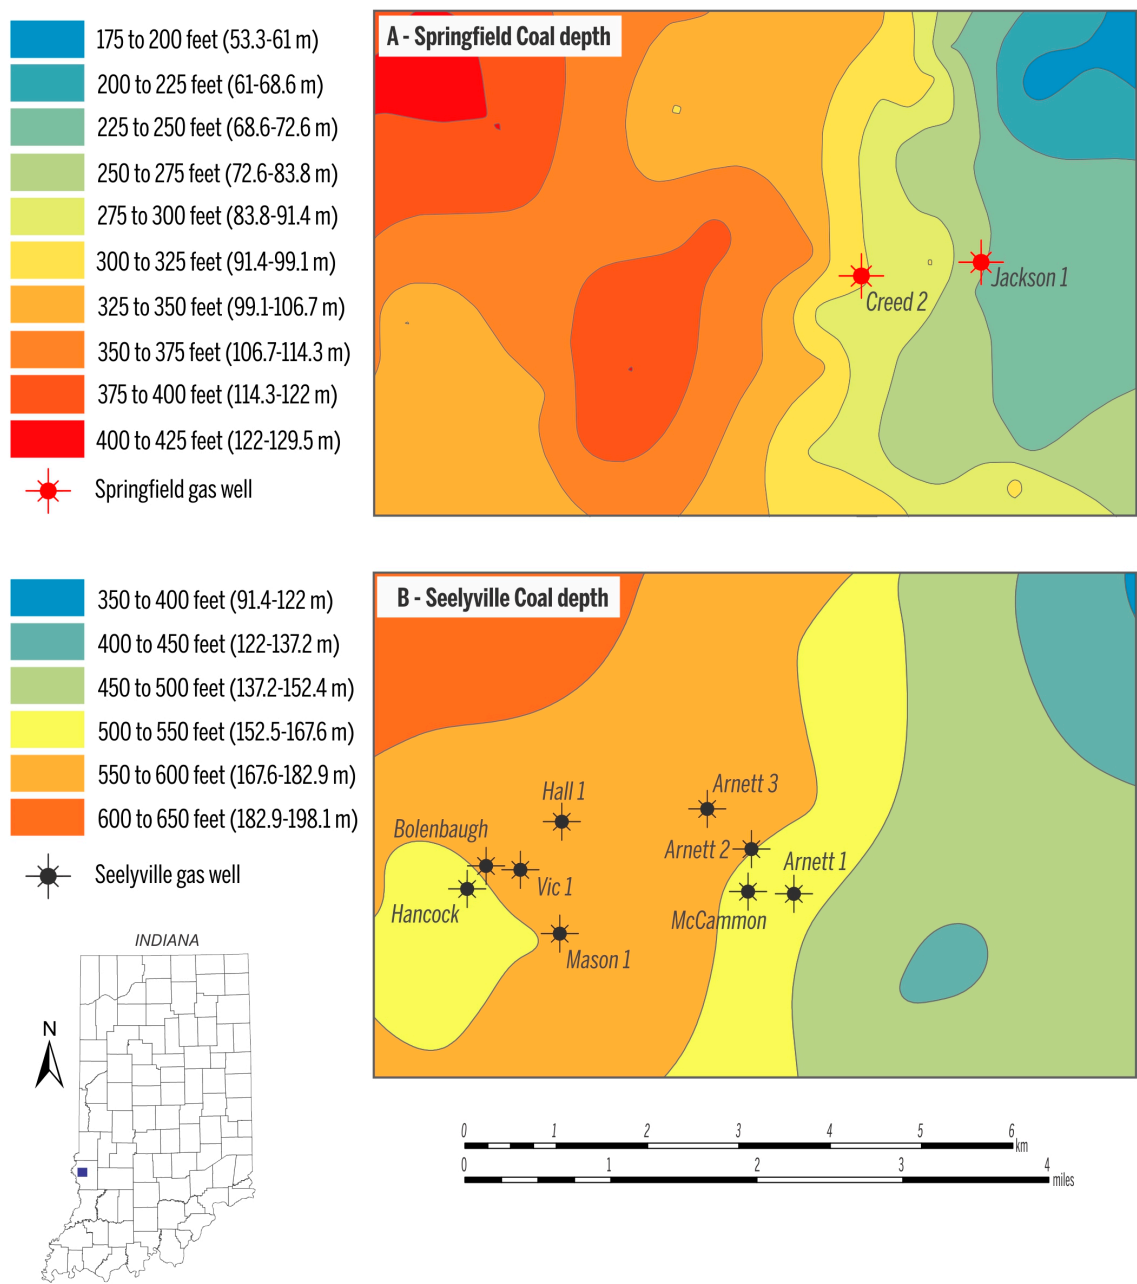 A - Springfield Coal depth
175 to 200 feet (53.3-61 m)
200 to 225 feet (61-68.6 m)
225 to 250 feet (68.6-72.6 m)
250 to 275 feet (72.6-83.8 m)
275 to 300 feet (83.8-91.4 m)
300 to 325 feet (91.4-99.1 m)
325 to 350 feet (99.1-106.7 m)
350 to 375 feet (106.7-114.3 m)
375 to 400 feet (114.3-122 m)
400 to 425 feet (122-129.5 m)
Springfield gas well
Jackson 1
Creed 2
B - Seelyville Coal depth
350 to 400 feet (91.4-122 m)
400 to 450 feet (122-137.2 m)
450 to 500 feet (137.2-152.4 m)
500 to 550 feet (152.5-167.6 m)
550 to 600 feet (167.6-182.9 m)
600 to 650 feet (182.9-198.1 m)
Seelyville gas well
Hall 1
Arnett 3
Bolenbaugh
Arnett 2
Arnett 1
Vic 1
Hancock
McCammon
Mason 1
INDIANA
N
0 1 2 3 4 5 6
km
0 1 2 3 4
miles